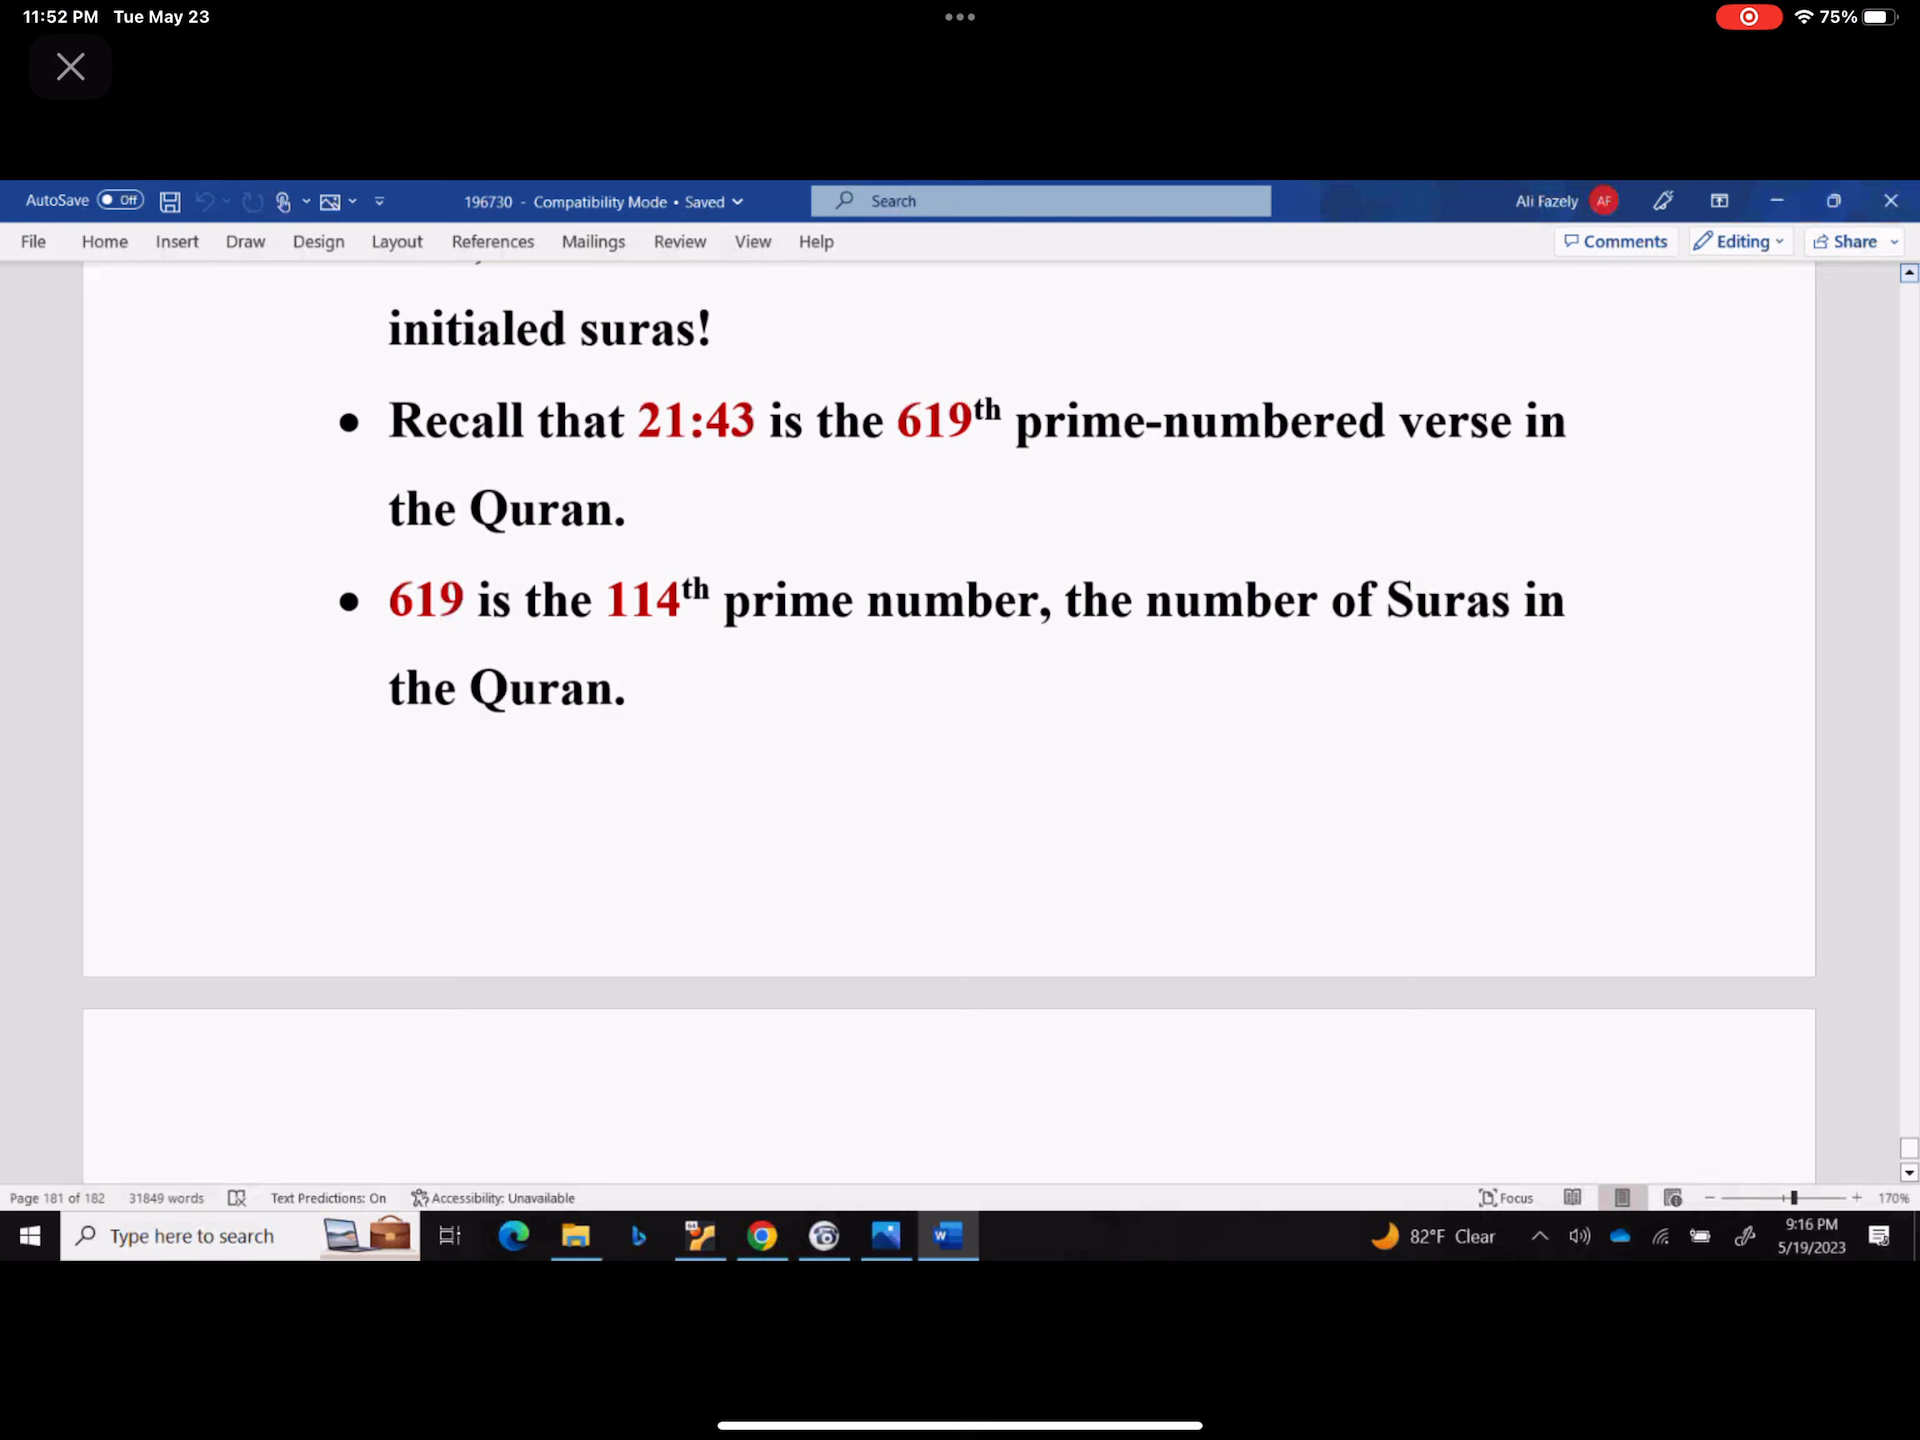 11:52 PM Tue May 23
75%
AutoSave Off 196730 - Compatibility Mode • Saved Search Ali Fazely AF
File Home Insert Draw Design Layout References Mailings Review View Help Comments Editing Share
initialed suras!
• Recall that 21:43 is the 619th prime-numbered verse in
the Quran.
• 619 is the 114th prime number, the number of Suras in
the Quran.
Page 181 of 182 31849 words Text Predictions: On Accessibility: Unavailable Focus 170%
Type here to search 82°F Clear 9:16 PM
5/19/2023